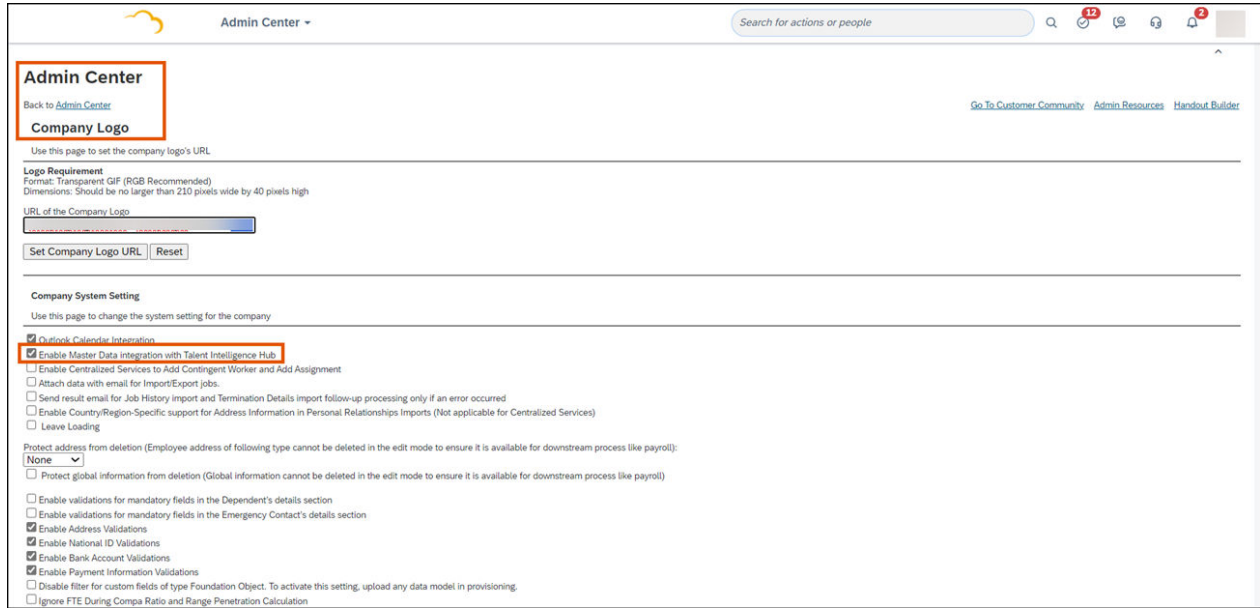 Admin Center
Search for actions or people
12
2
Admin Center
Back to Admin Center
Go To Customer Community Admin Resources Handout Builder
Company Logo
Use this page to set the company logo's URL
Logo Requirement
Format: Transparent GIF (RGB Recommended)
Dimensions: Should be no larger than 210 pixels wide by 40 pixels high
URL of the Company Logo
Set Company Logo URL Reset
Company System Setting
Use this page to change the system setting for the company
Outlook Calendar Integration
Enable Master Data integration with Talent Intelligence Hub
Enable Centralized Services to Add Contingent Worker and Add Assignment
Attach data with email for Import/Export jobs.
Send result email for Job History import and Termination Details import follow-up processing only if an error occurred
Enable Country/Region-Specific support for Address Information in Personal Relationships Imports (Not applicable for Centralized Services)
Leave Loading
Protect address from deletion (Employee address of following type cannot be deleted in the edit mode to ensure it is available for downstream process like payroll):
None
Protect global information from deletion (Global information cannot be deleted in the edit mode to ensure it is available for downstream process like payroll)
Enable validations for mandatory fields in the Dependent's details section
Enable validations for mandatory fields in the Emergency Contact's details section
Enable Address Validations
Enable National ID Validations
Enable Bank Account Validations
Enable Payment Information Validations
Disable filter for custom fields of type Foundation Object. To activate this setting, upload any data model in provisioning.
Ignore FTE During Compa Ratio and Range Penetration Calculation